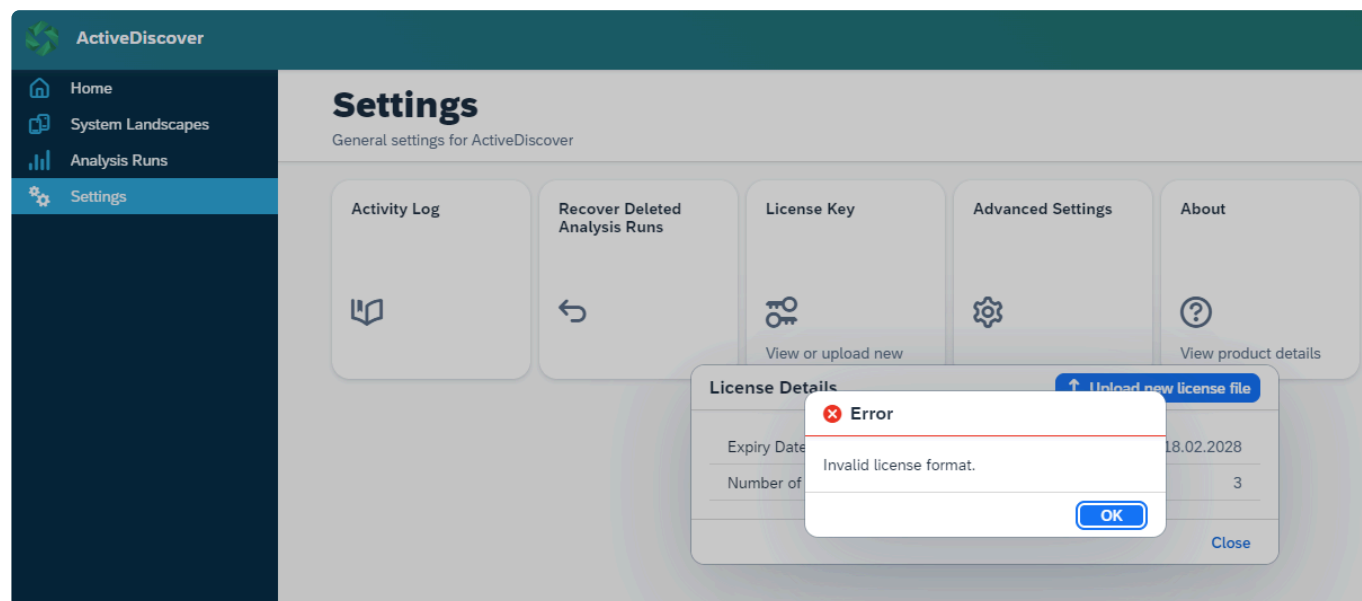 ActiveDiscover
Home
System Landscapes
Analysis Runs
Settings
Settings
General settings for ActiveDiscover
Activity Log
Recover Deleted
Analysis Runs
License Key
View or upload new
Advanced Settings
About
View product details
License Details
Upload new license file
Expiry Date
18.02.2028
Number of
3
Close
Error
Invalid license format.
OK